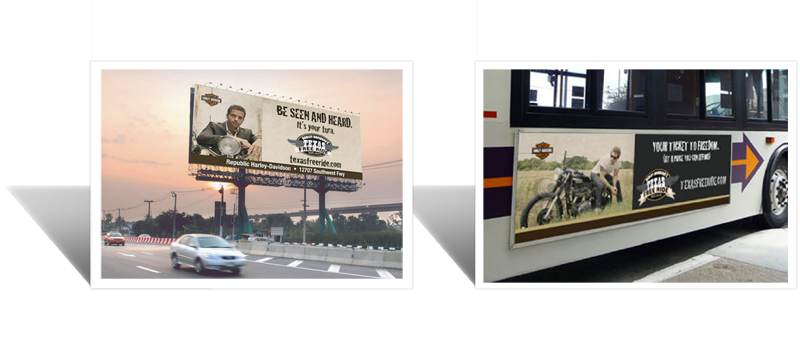 BE SEEN AND HEARD.
It's your turn.
TEXAS
FREE RIDE
texasfreeride.com
Republic Harley-Davidson • 12707 Southwest Fwy
YOUR TICKET TO FREEDOM.
TEXAS
FREE RIDE
TEXASFREERIDE.COM